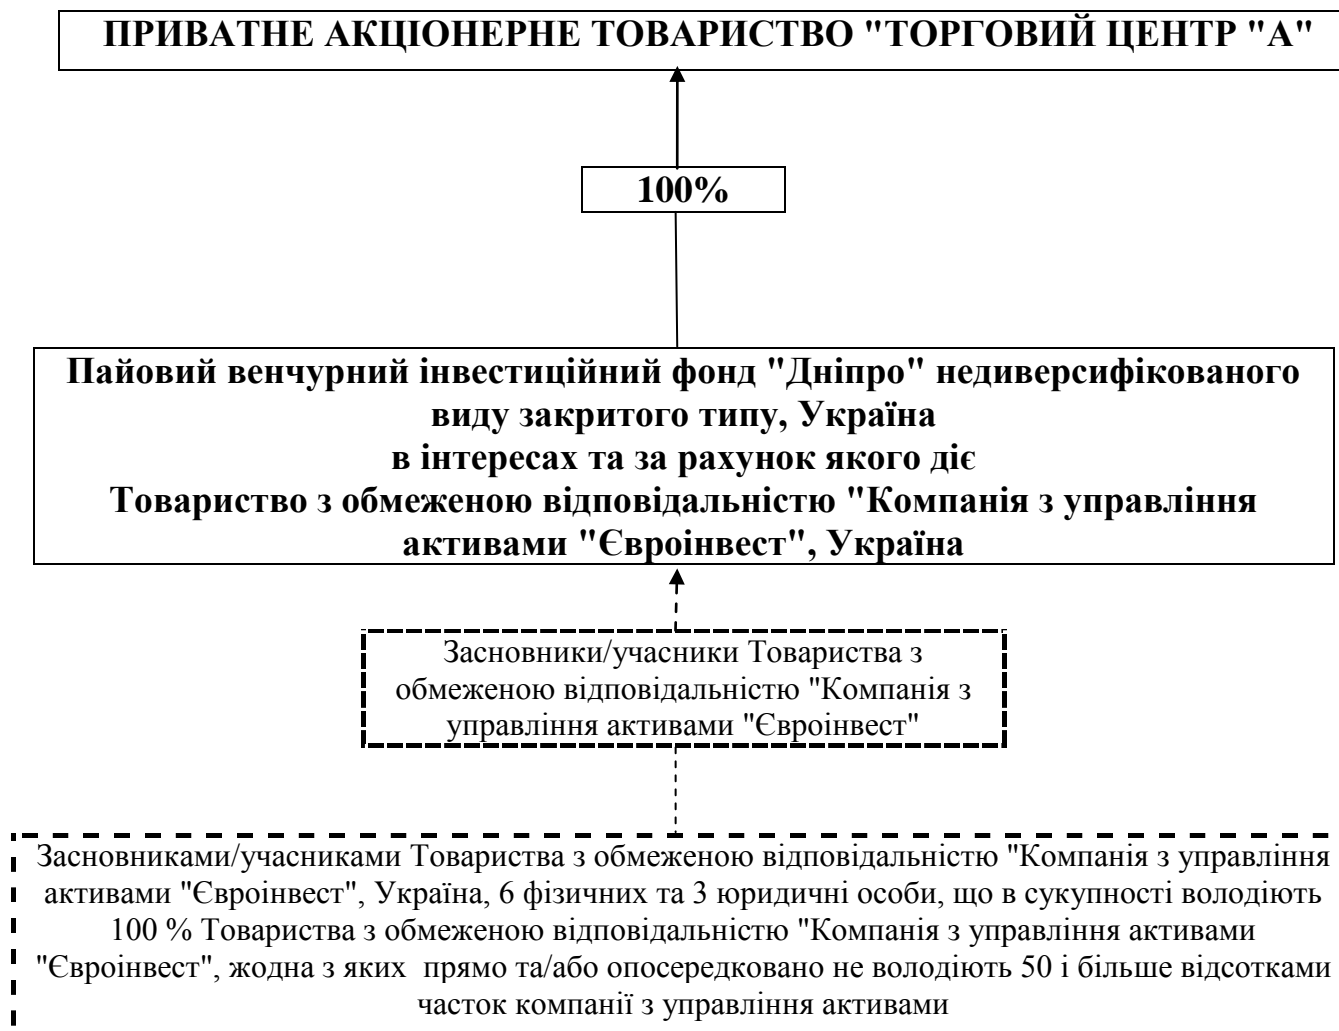 ПРИВАТНЕ АКЦІОНЕРНЕ ТОВАРИСТВО "ТОРГОВИЙ ЦЕНТР "А"
100%
Пайовий венчурний інвестиційний фонд "Дніпро" недиверсифікованого
виду закритого типу, Україна
в інтересах та за рахунок якого діє
Товариство з обмеженою відповідальністю "Компанія з управління
активами "Євроінвест", Україна
Засновники/учасники Товариства з
обмеженою відповідальністю "Компанія з
управління активами "Євроінвест"
Засновниками/учасниками Товариства з обмеженою відповідальністю "Компанія з управління
активами "Євроінвест", Україна, 6 фізичних та 3 юридичні особи, що в сукупності володіють
100 % Товариства з обмеженою відповідальністю "Компанія з управління активами
"Євроінвест", жодна з яких прямо та/або опосередковано не володіють 50 і більше відсотками
часток компанії з управління активами